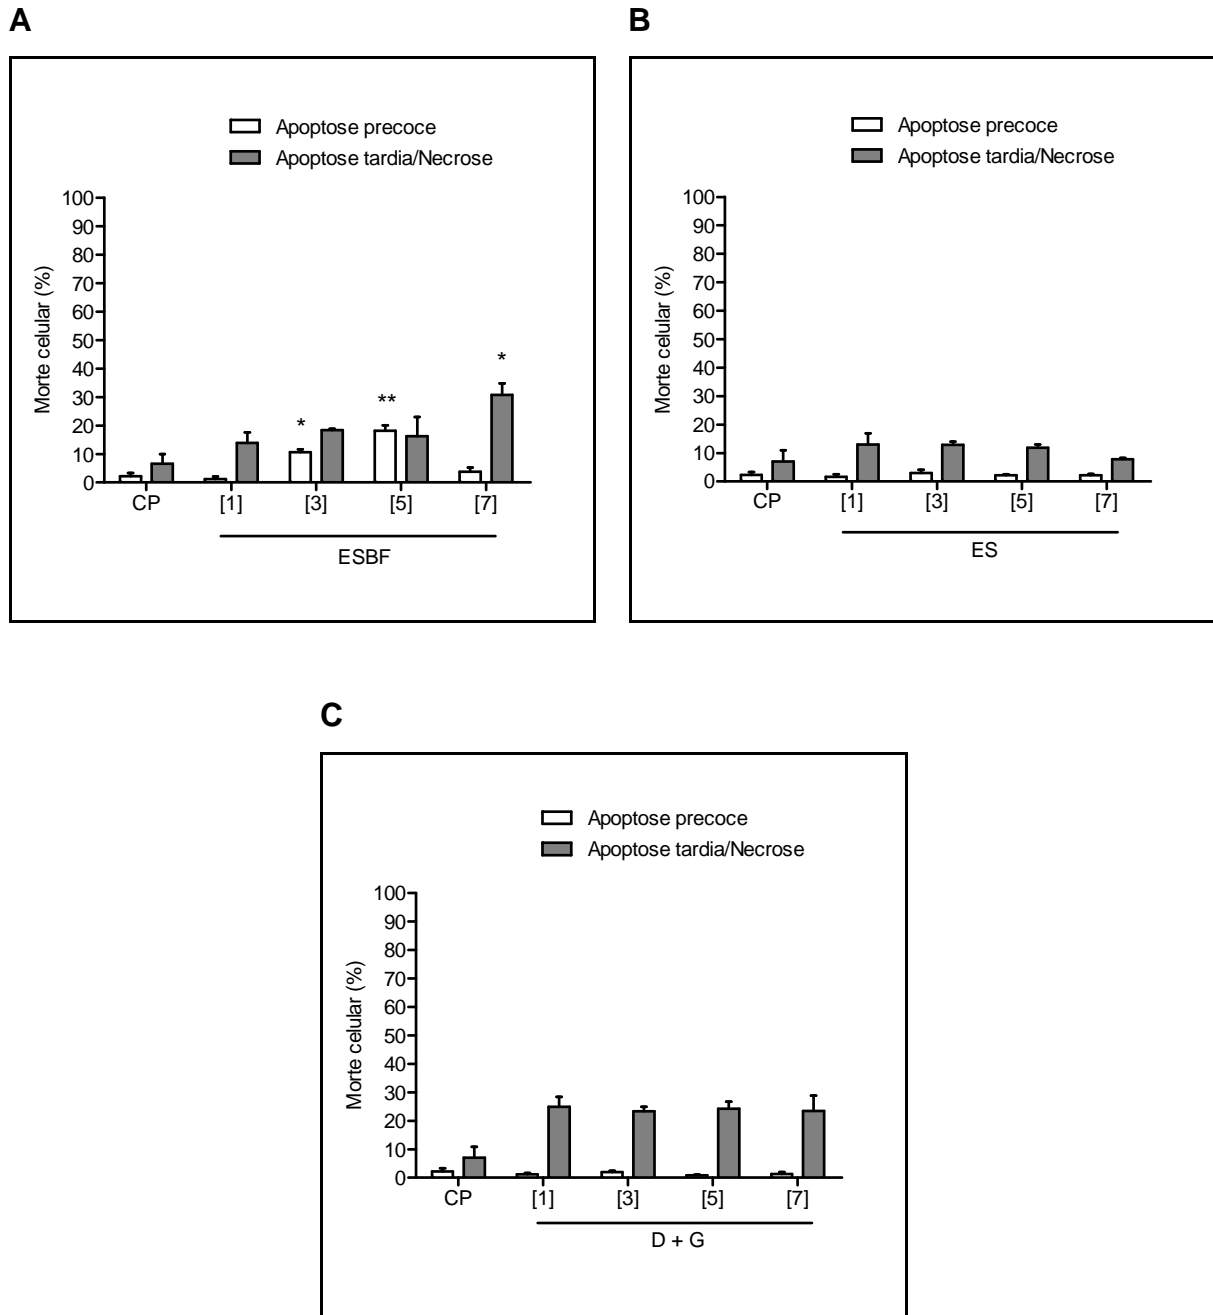 A
Apoptose precoce
Apoptose tardia/Necrose
Morte celular (%)
100
90
80
70
60
50
40
30
20
10
0
*
**
*
CP [1] [3] [5] [7]
ESBF
B
Apoptose precoce
Apoptose tardia/Necrose
Morte celular (%)
100
90
80
70
60
50
40
30
20
10
0
CP [1] [3] [5] [7]
ES
C
Apoptose precoce
Apoptose tardia/Necrose
Morte celular (%)
100
90
80
70
60
50
40
30
20
10
0
CP [1] [3] [5] [7]
D + G